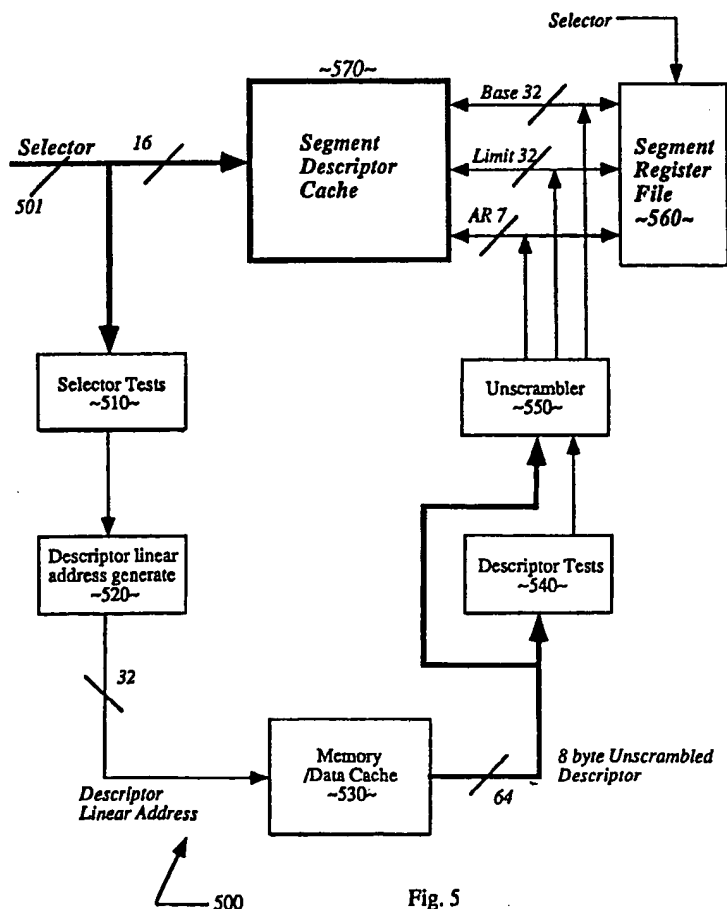 Selector
~570~
Segment
Descriptor
Cache
Base 32
Limit 32
AR 7
Segment
Register
File
~560~
Selector
16
501
Selector Tests
~510~
Unscrambler
~550~
Descriptor linear
address generate
~520~
Descriptor Tests
~540~
32
Memory
/Data Cache
~530~
64
8 byte Unscrambled
Descriptor
Descriptor
Linear Address
500
Fig. 5